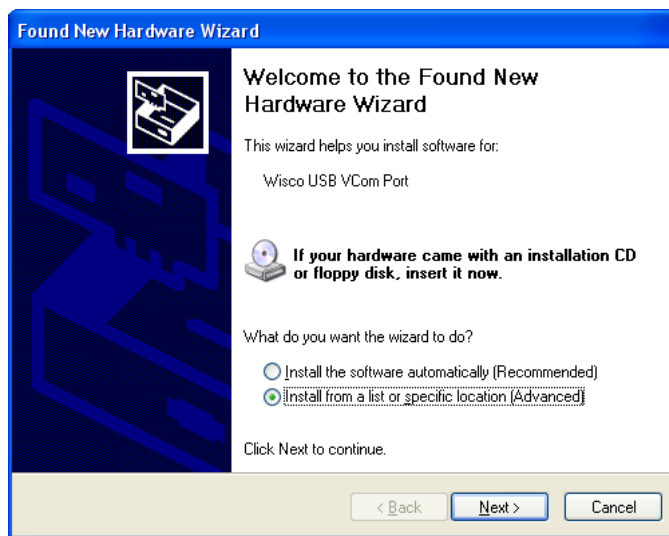 Found New Hardware Wizard
Welcome to the Found New
Hardware Wizard
This wizard helps you install software for:
Wisco USB VCom Port
If your hardware came with an installation CD
or floppy disk, insert it now.
What do you want the wizard to do?
Install the software automatically (Recommended)
Install from a list or specific location (Advanced)
Click Next to continue.
< Back Next > Cancel